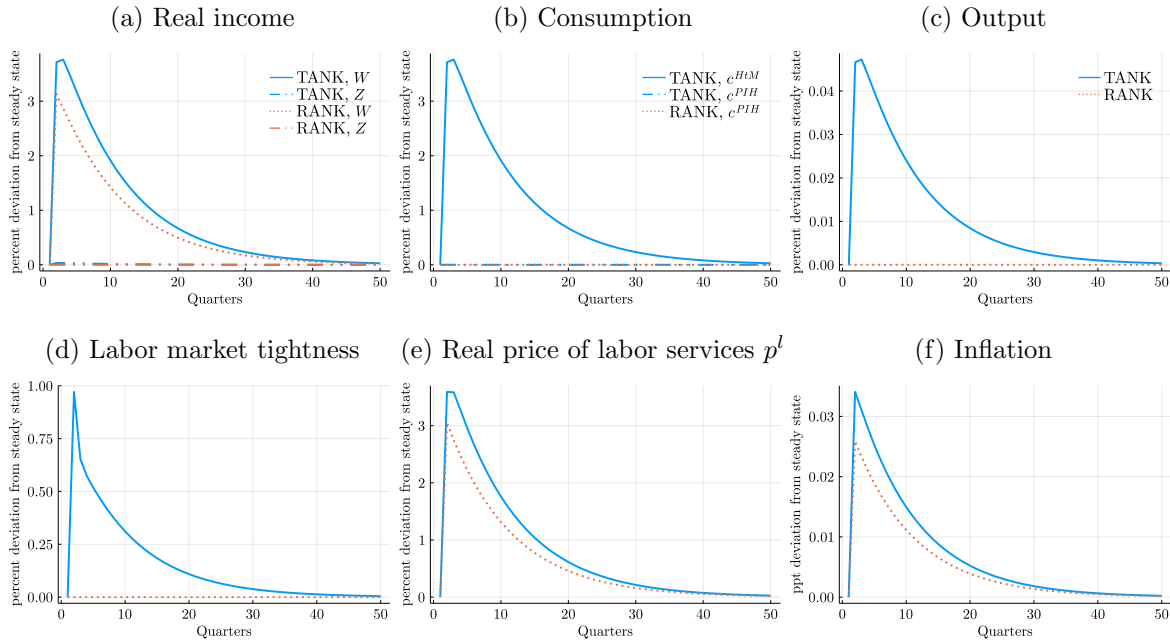 (a) Real income
percent deviation from steady state
3
2
1
0
TANK, W
TANK, Z
RANK, W
RANK, Z
0 10 20 30 40 50
Quarters
(b) Consumption
percent deviation from steady state
3
2
1
0
TANK, c^{HtM}
TANK, c^{PIH}
RANK, c^{PIH}
0 10 20 30 40 50
Quarters
(c) Output
percent deviation from steady state
0.04
0.03
0.02
0.01
0.00
TANK
RANK
0 10 20 30 40 50
Quarters
(d) Labor market tightness
percent deviation from steady state
1.00
0.75
0.50
0.25
0.00
0 10 20 30 40 50
Quarters
(e) Real price of labor services p^l
percent deviation from steady state
3
2
1
0
0 10 20 30 40 50
Quarters
(f) Inflation
ppt deviation from steady state
0.03
0.02
0.01
0.00
0 10 20 30 40 50
Quarters